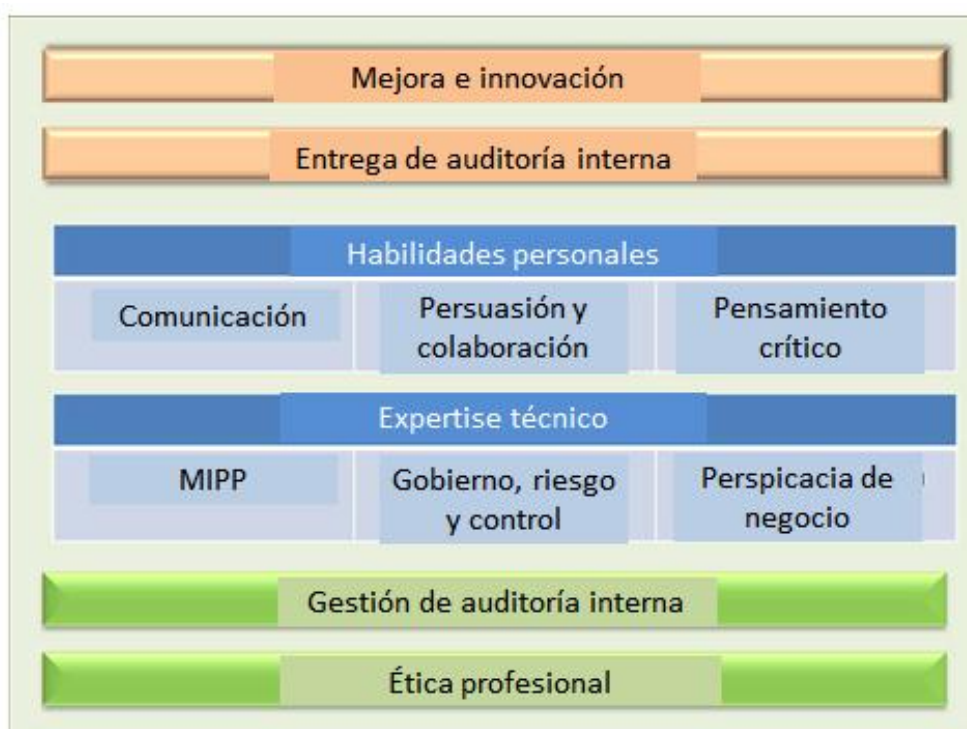 Mejora e innovación
Entrega de auditoría interna
Habilidades personales
Comunicación
Persuasión y
colaboración
Pensamiento
crítico
Expertise técnico
MIPP
Gobierno, riesgo
y control
Perspicacia de
negocio
Gestión de auditoría interna
Ética profesional